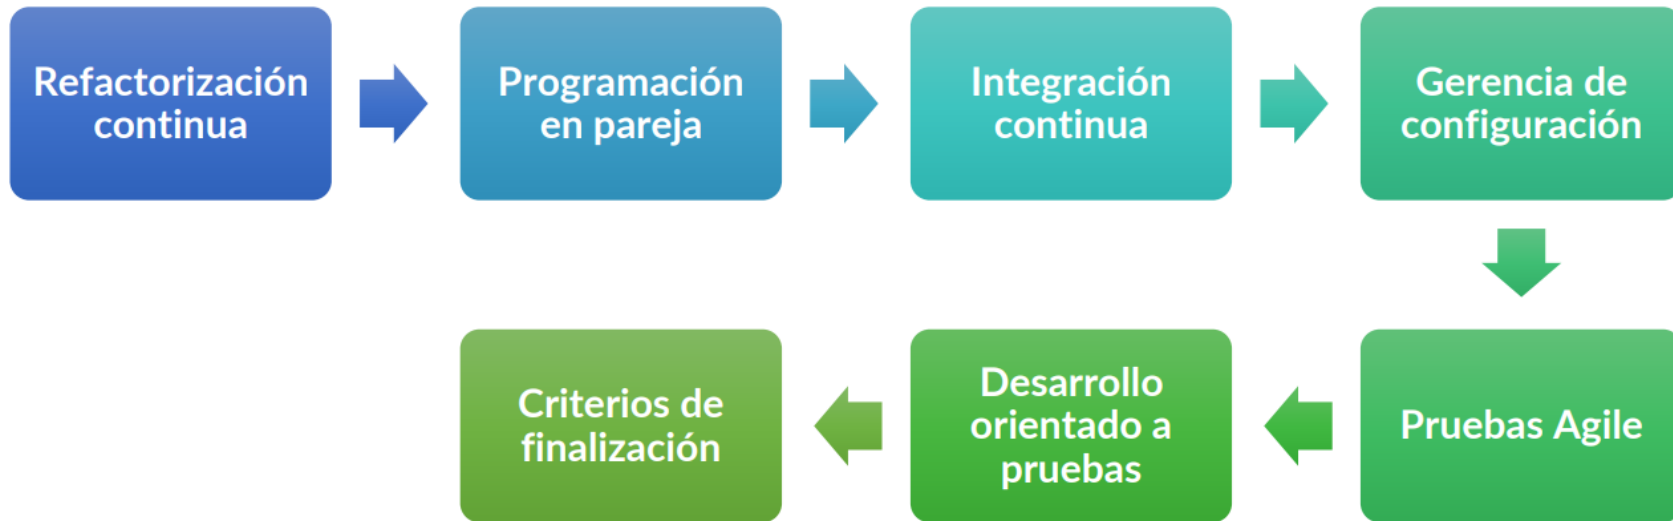 Refactorización
continua
Programación
en pareja
Integración
continua
Gerencia de
configuración
Pruebas Agile
Desarrollo
orientado a
pruebas
Criterios de
finalización